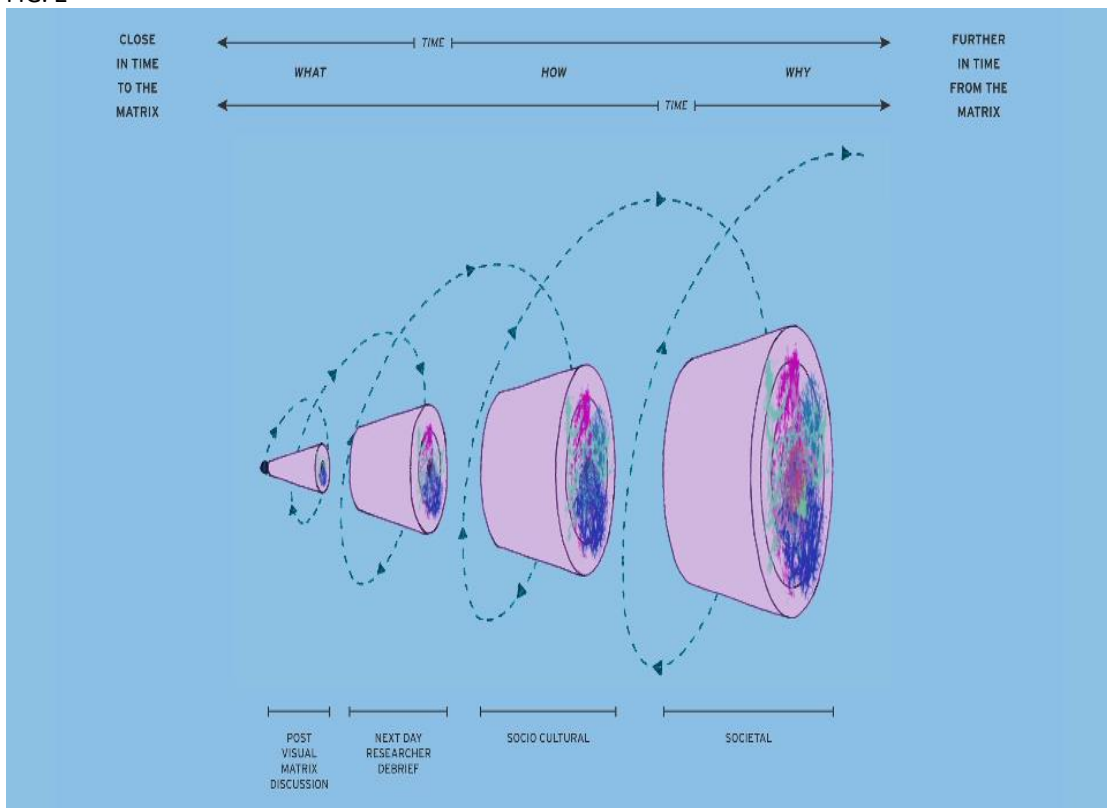 CLOSE
IN TIME
TO THE
MATRIX
TIME
WHAT
HOW
WHY
TIME
FURTHER
IN TIME
FROM THE
MATRIX
POST
VISUAL
MATRIX
DISCUSSION
NEXT DAY
RESEARCHER
DEBRIEF
SOCIO CULTURAL
SOCIETAL